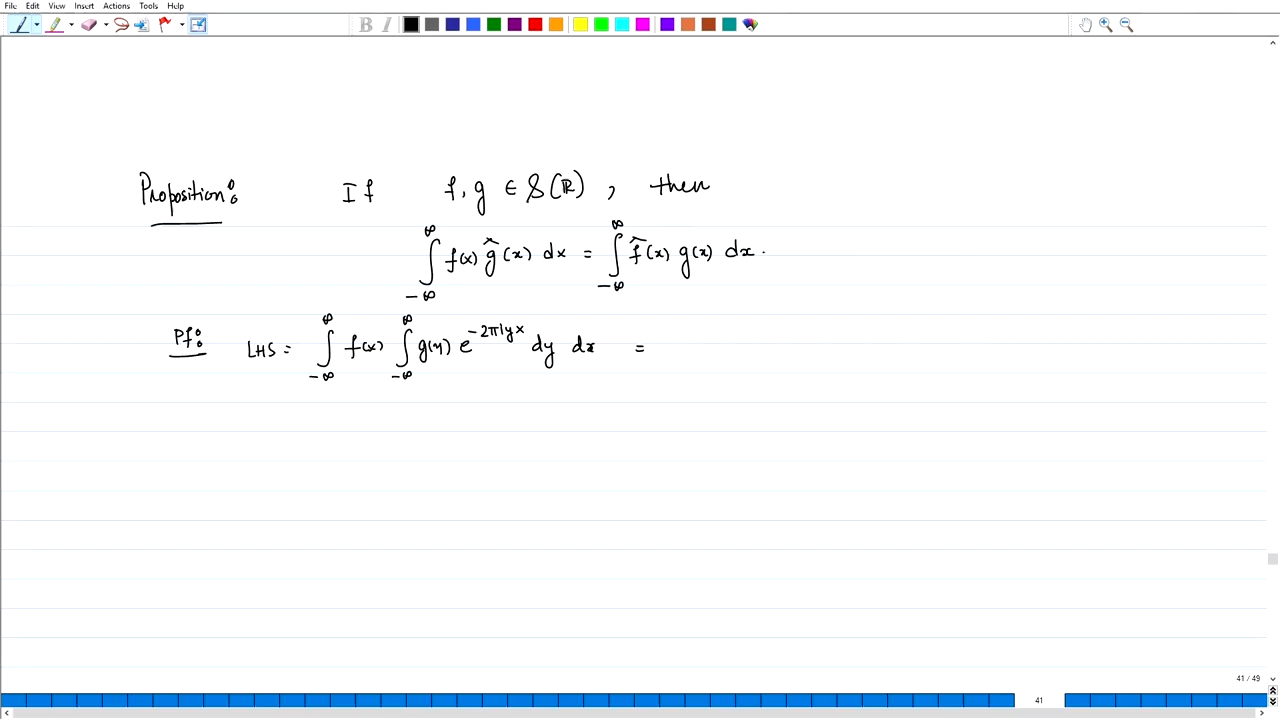 File Edit View Insert Actions Tools Help
B I
Proposition: If f, g ∈ S(ℝ), then
∫_{-∞}^{∞} f(x) ĝ(x) dx = ∫_{-∞}^{∞} f̂(x) g(x) dx.
Pf: LHS = ∫_{-∞}^{∞} f(x) ∫_{-∞}^{∞} g(y) e^{-2πiyx} dy dx =
41 / 49
41